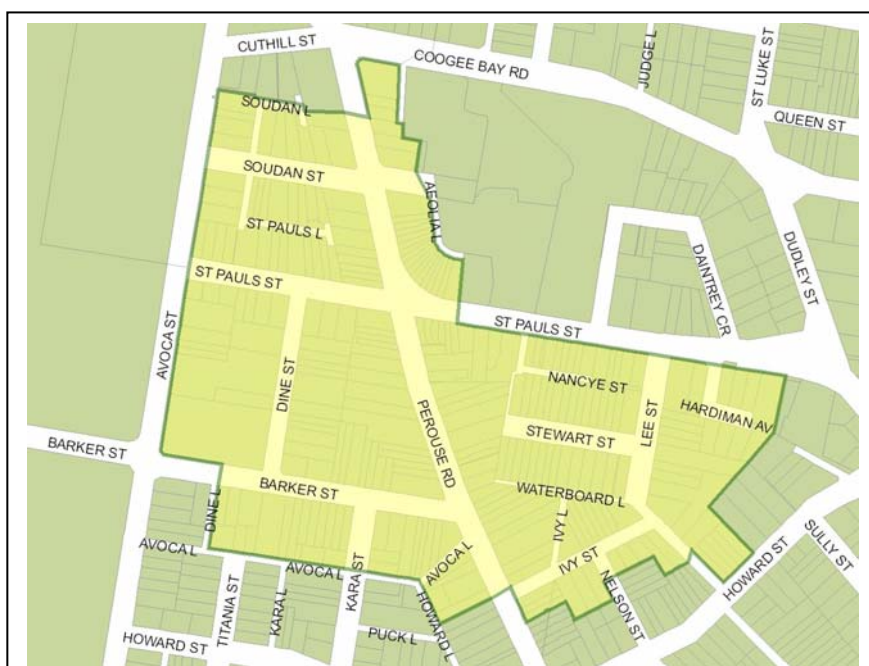 CUTHILL ST
COOGEE BAY RD
JUDGE L
ST LUKE ST
QUEEN ST
SOUDAN L
SOUDAN ST
AEOLIA L
ST PAULS L
DAINTREY CR
DUDLEY ST
ST PAULS ST
ST PAULS ST
AVOCA ST
DINE ST
PEROUSE RD
NANCYE ST
LEE ST
HARDIMAN AV
STEWART ST
BARKER ST
BARKER ST
WATERBOARD L
DINE L
IVY L
AVOCA L
AVOCA L
AVOCA L
IVY ST
HOWARD ST
SULLY ST
TITANIA ST
KARA L
KARA ST
HOWARD L
NELSON ST
PUCK L
HOWARD ST